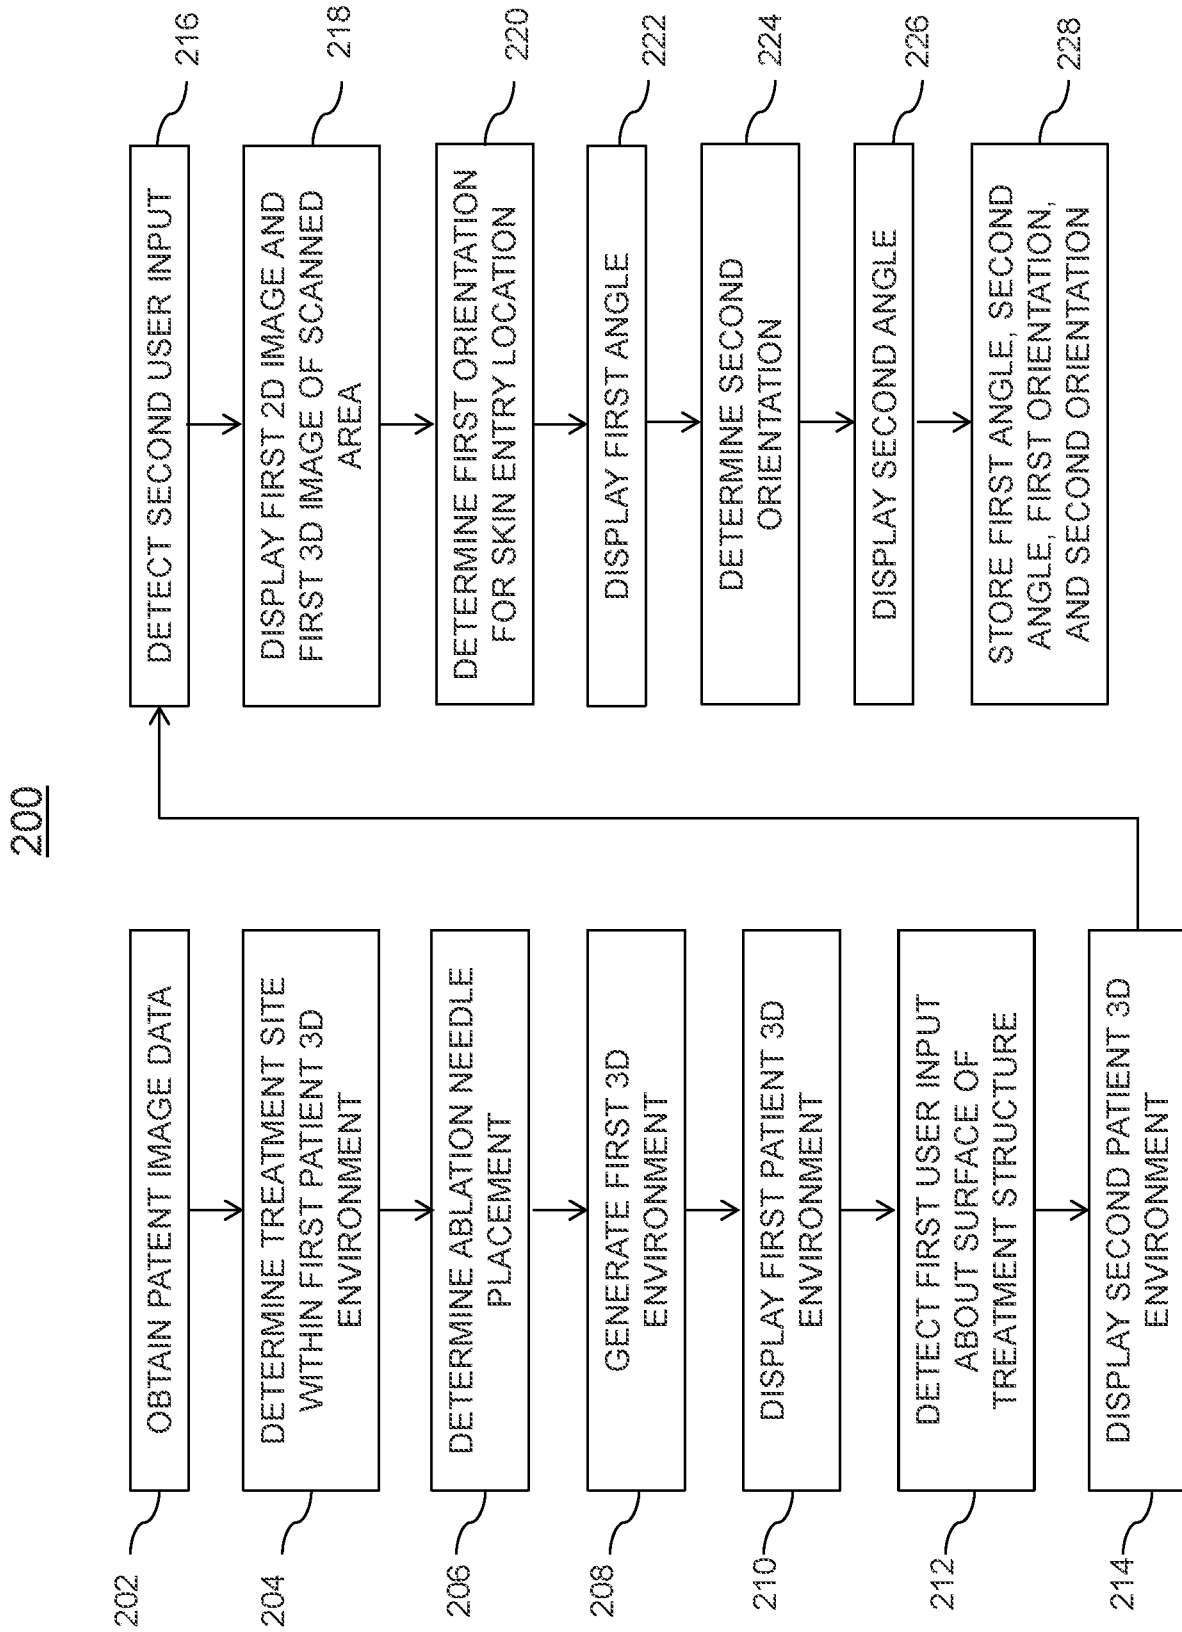 200
202
OBTAIN PATENT IMAGE DATA
204
DETERMINE TREATMENT SITE
WITHIN FIRST PATIENT 3D
ENVIRONMENT
206
DETERMINE ABLATION NEEDLE
PLACEMENT
208
GENERATE FIRST 3D
ENVIRONMENT
210
DISPLAY FIRST PATIENT 3D
ENVIRONMENT
212
DETECT FIRST USER INPUT
ABOUT SURFACE OF
TREATMENT STRUCTURE
214
DISPLAY SECOND PATIENT 3D
ENVIRONMENT
DETECT SECOND USER INPUT
216
DISPLAY FIRST 2D IMAGE AND
FIRST 3D IMAGE OF SCANNED
AREA
218
DETERMINE FIRST ORIENTATION
FOR SKIN ENTRY LOCATION
220
DISPLAY FIRST ANGLE
222
DETERMINE SECOND
ORIENTATION
224
DISPLAY SECOND ANGLE
226
STORE FIRST ANGLE, SECOND
ANGLE, FIRST ORIENTATION,
AND SECOND ORIENTATION
228